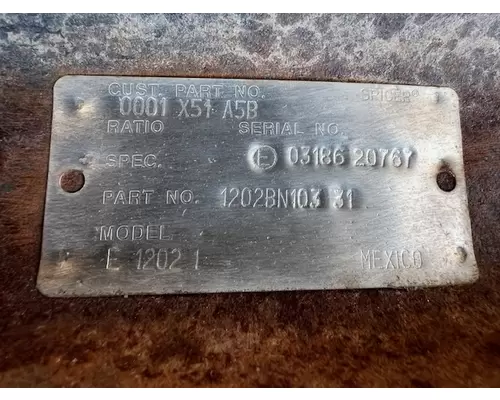 CUST. PART NO. SPICER®
0001 X51 A5B
RATIO SERIAL NO.
SPEC. E 03186 2076Y
PART NO. 1202BN103 31
MODEL
E 1202 I
MEXICO